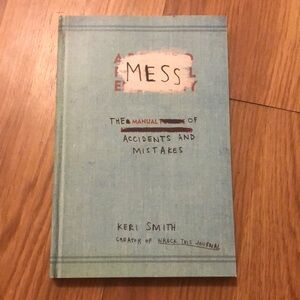 MESS
THE MANUAL OF
ACCIDENTS AND
MISTAKES
KERI SMITH
CREATOR OF WRECK THIS JOURNAL